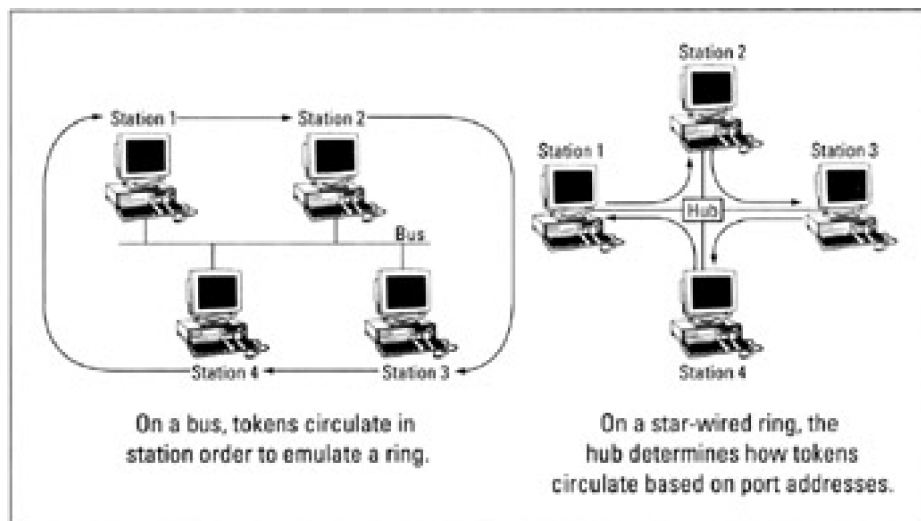 Station 1
Station 2
Bus
Station 4
Station 3
On a bus, tokens circulate in
station order to emulate a ring.
Station 2
Station 1
Station 3
Hub
Station 4
On a star-wired ring, the
hub determines how tokens
circulate based on port addresses.